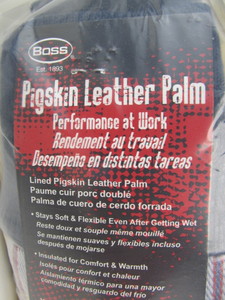 Boss
Est. 1893
Pigskin Leather Palm
Performance at Work
Rendement au travail
Desempeño en distintas tareas
Lined Pigskin Leather Palm
Paume cuir porc doublé
Palma de cuero de cerdo forrada
• Stays Soft & Flexible Even After Getting Wet
Reste doux et souple même mouillé
Se mantienen suaves y flexibles incluso
después de mojarse
• Insulated for Comfort & Warmth
Isolés pour confort et chaleur
Aislamiento térmico para una mayor
comodidad y resguardo del frío